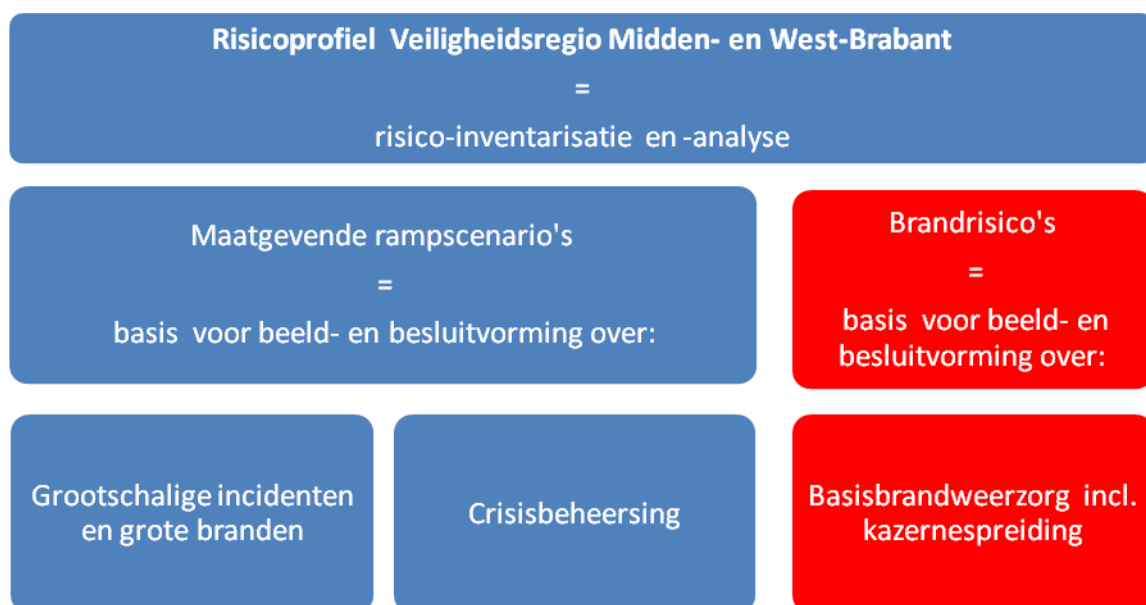 Risicoprofiel Veiligheidsregio Midden- en West-Brabant
=
risico-inventarisatie en -analyse
Maatgevende rampscenario's
=
basis voor beeld- en besluitvorming over:
Brandrisico's
=
basis voor beeld- en
besluitvorming over:
Grootschalige incidenten
en grote branden
Crisisbeheersing
Basisbrandweerzorg incl.
kazernespreiding